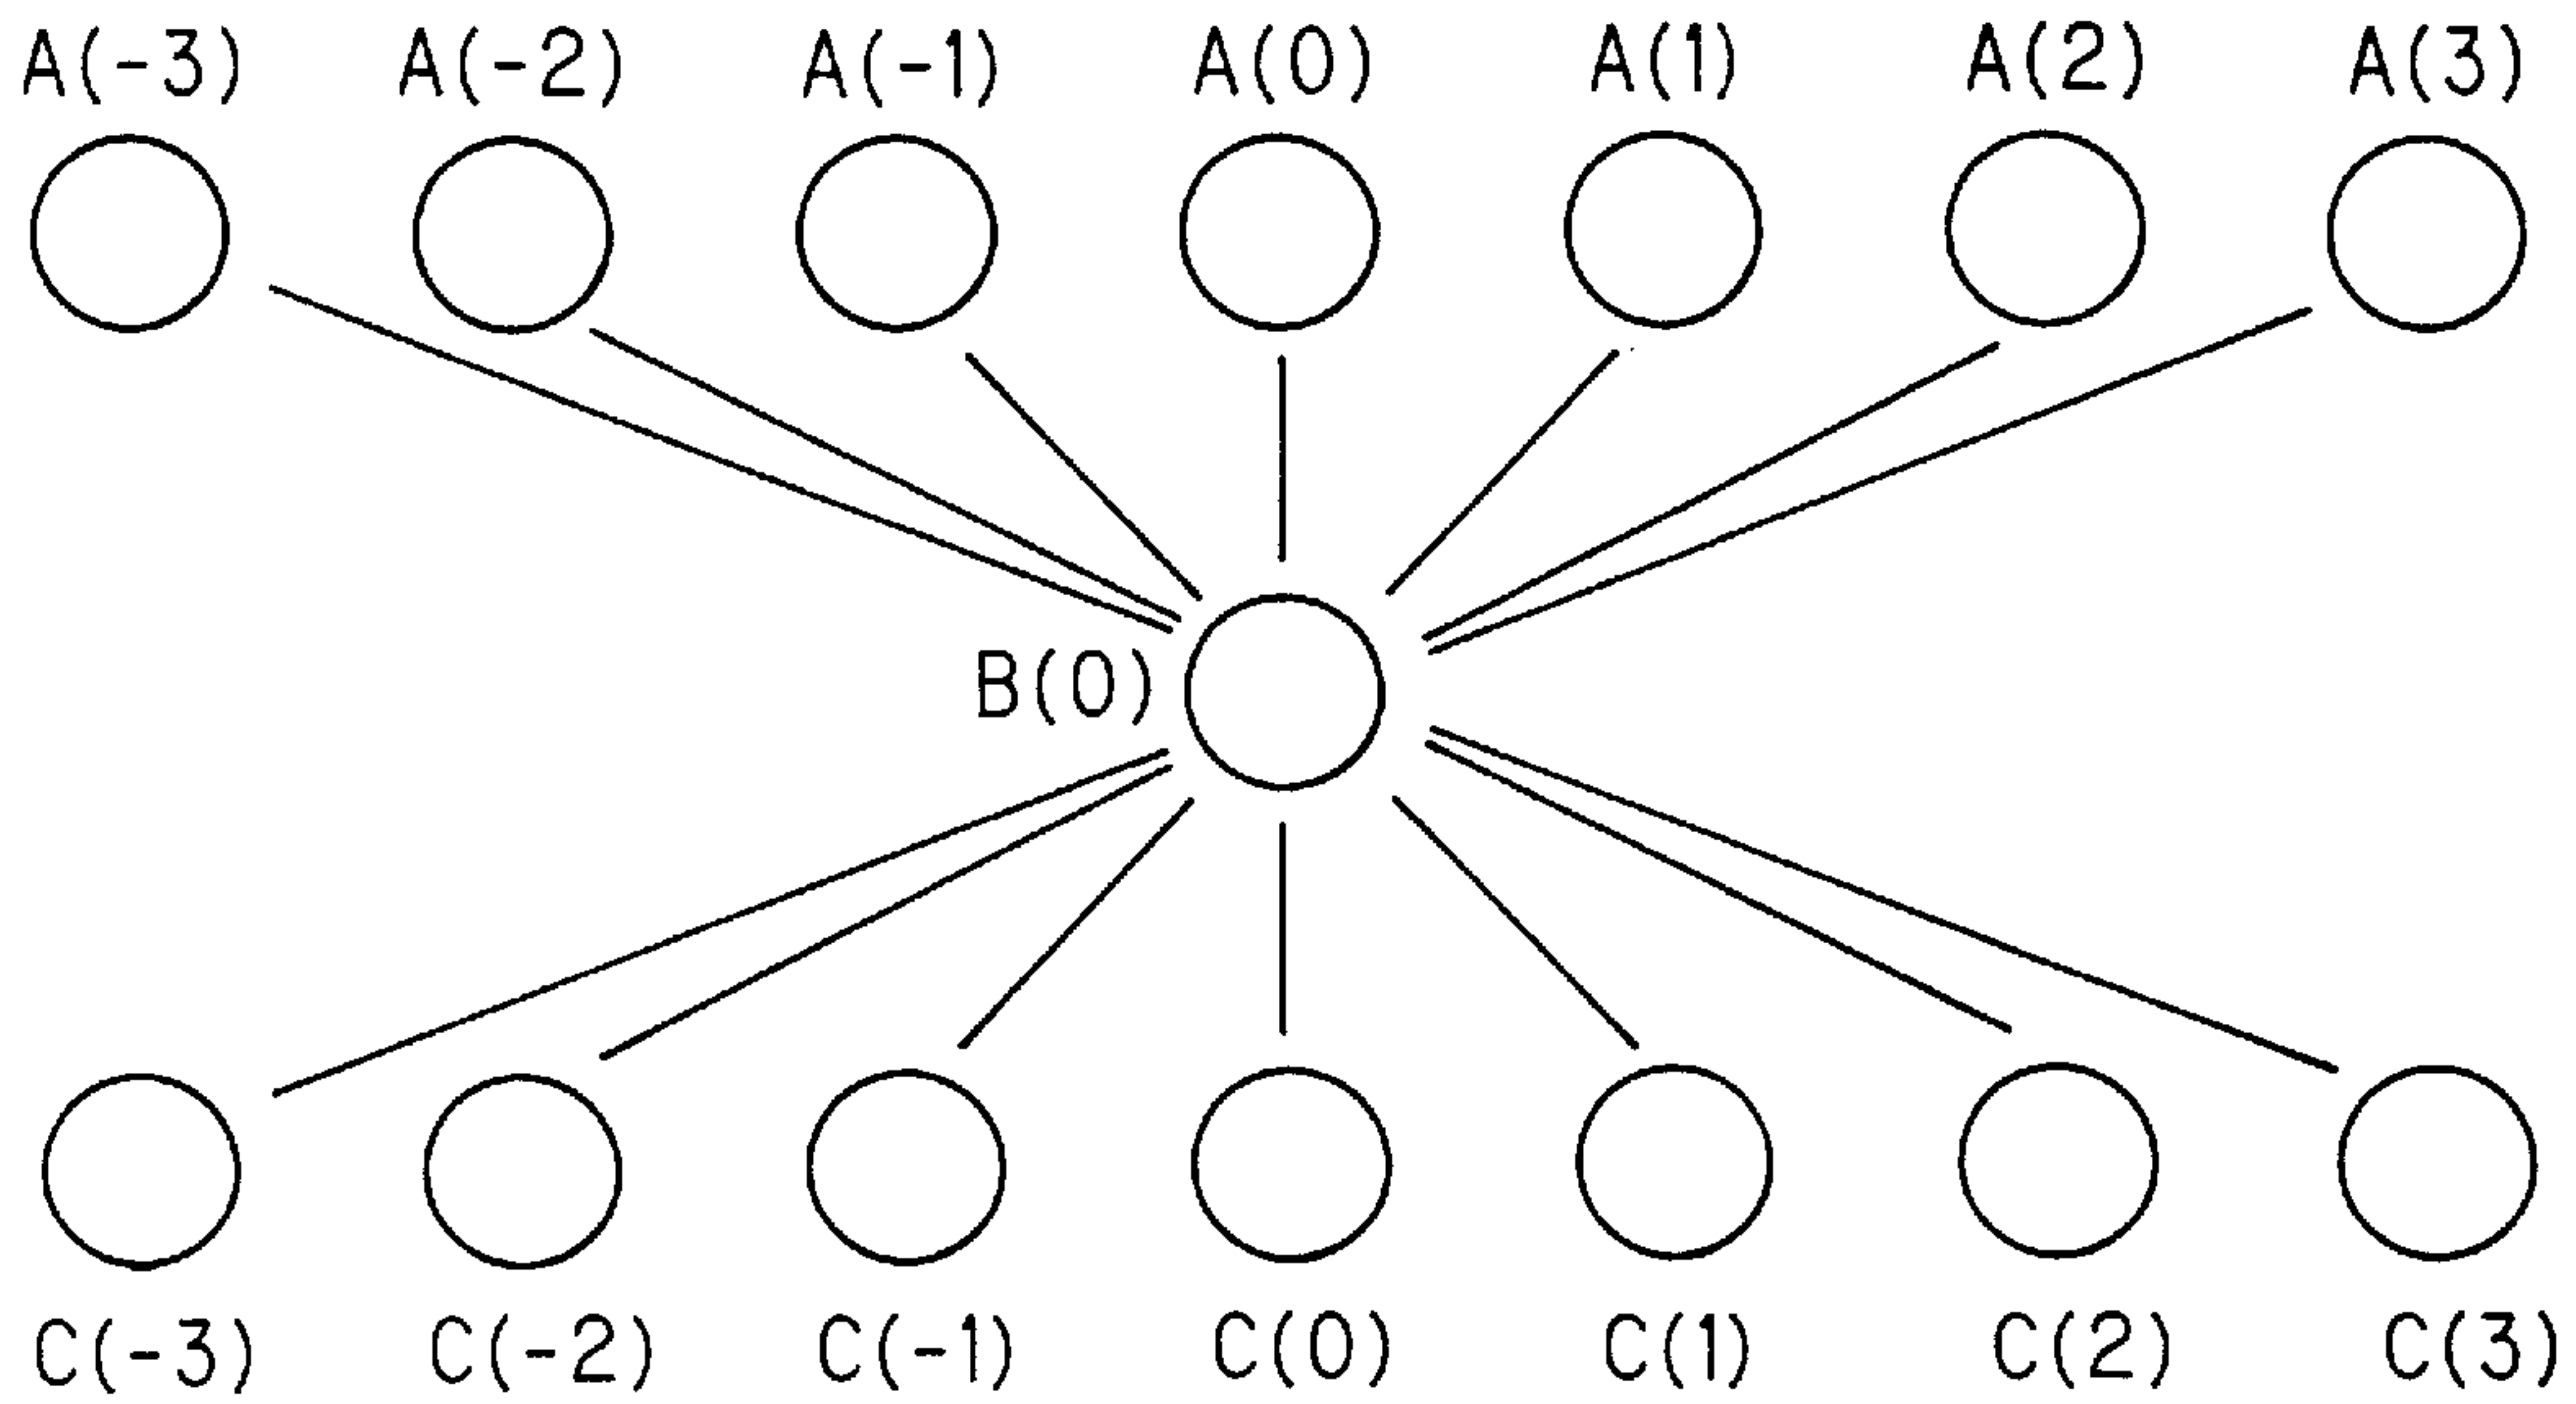 A(-3) A(-2) A(-1) A(0) A(1) A(2) A(3)
B(0)
C(-3) C(-2) C(-1) C(0) C(1) C(2) C(3)